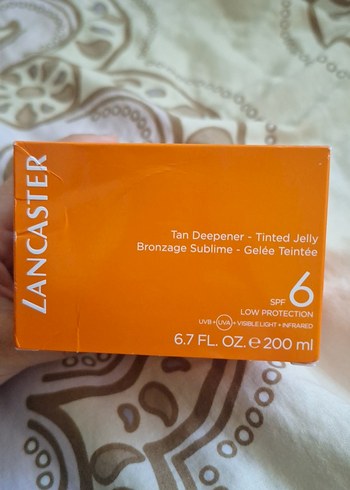 LANCASTER
Tan Deepener - Tinted Jelly
Bronzage Sublime - Gelée Teintée
SPF 6
LOW PROTECTION
UVB + UVA + VISIBLE LIGHT + INFRARED
6.7 FL. OZ. ℮ 200 ml